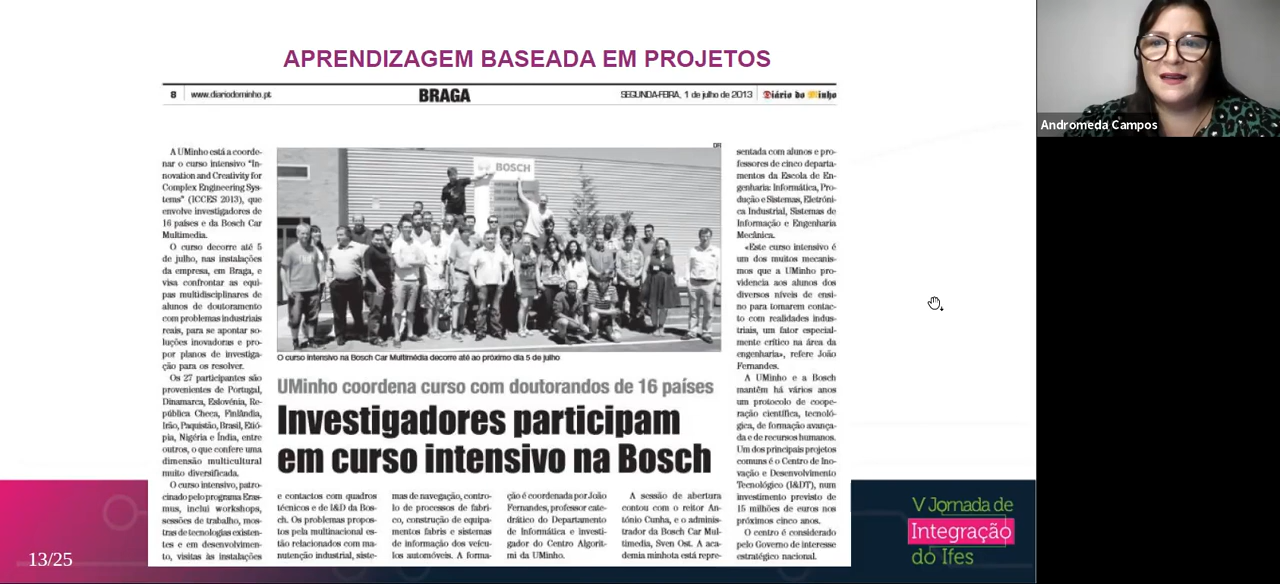 APRENDIZAGEM BASEADA EM PROJETOS
8 www.diariodominho.pt
BRAGA
SEGUNDA-FEIRA, 1 de julho de 2013 Diário do Minho
A UMinho está a coorde-
nar o curso intensivo “In-
novation and Creativity for
Complex Engineering Sys-
tems” (ICCES 2013), que
envolve investigadores de
16 países e da Bosch Car
Multimedia.
O curso decorre até 5
de julho, nas instalações
da empresa, em Braga, e
visa confrontar as equi-
pas multidisciplinares de
alunos de doutoramento
com problemas industriais
reais, para se apontar so-
luções inovadoras e pro-
por planos de investiga-
ção para os resolver.
Os 27 participantes são
provenientes de Portugal,
Dinamarca, Eslovénia, Re-
pública Checa, Finlândia,
Irão, Paquistão, Brasil, Etió-
pia, Nigéria e Índia, entre
outros, o que confere uma
dimensão multicultural
muito diversificada.
O curso intensivo, patro-
cinado pelo programa Eras-
mus, inclui workshops,
sessões de trabalho, mos-
tras de tecnologias existen-
tes e em desenvolvimen-
to, visitas às instalações
DR
BOSCH
O curso intensivo na Bosch Car Multimédia decorre até ao próximo dia 5 de julho
UMinho coordena curso com doutorandos de 16 países
Investigadores participam
em curso intensivo na Bosch
e contactos com quadros
técnicos e de I&D da Bos-
ch. Os problemas propos-
tos pela multinacional es-
tão relacionados com ma-
nutenção industrial, siste-
mas de navegação, contro-
lo de processos de fabri-
co, construção de equipa-
mentos fabris e sistemas
de informação dos veícu-
los automóveis. A forma-
ção é coordenada por João
Fernandes, professor cate-
drático do Departamento
de Informática e investi-
gador do Centro Algorit-
mi da UMinho.
A sessão de abertura
contou com o reitor An-
tónio Cunha, e o adminis-
trador da Bosch Car Mul-
timedia, Sven Ost. A aca-
demia minhota está repre-
sentada com alunos e pro-
fessores de cinco departa-
mentos da Escola de En-
genharia: Informática, Pro-
dução e Sistemas, Eletróni-
ca Industrial, Sistemas de
Informação e Engenharia
Mecânica.
«Este curso intensivo é
um dos muitos mecanis-
mos que a UMinho pro-
videncia aos alunos dos
diversos níveis de ensi-
no para tomarem contac-
to com realidades indus-
triais, um fator especial-
mente crítico na área da
engenharia», refere João
Fernandes.
A UMinho e a Bosch
mantêm há vários anos
um protocolo de coope-
ração científica, tecnoló-
gica, de formação avança-
da e de recursos humanos.
Um dos principais projetos
comuns é o Centro de Ino-
vação e Desenvolvimento
Tecnológico (I&DT), num
investimento previsto de
15 milhões de euros nos
próximos cinco anos.
O centro é considerado
pelo Governo de interesse
estratégico nacional.
13/25
V Jornada de
Integração
do Ifes
Andromeda Campos